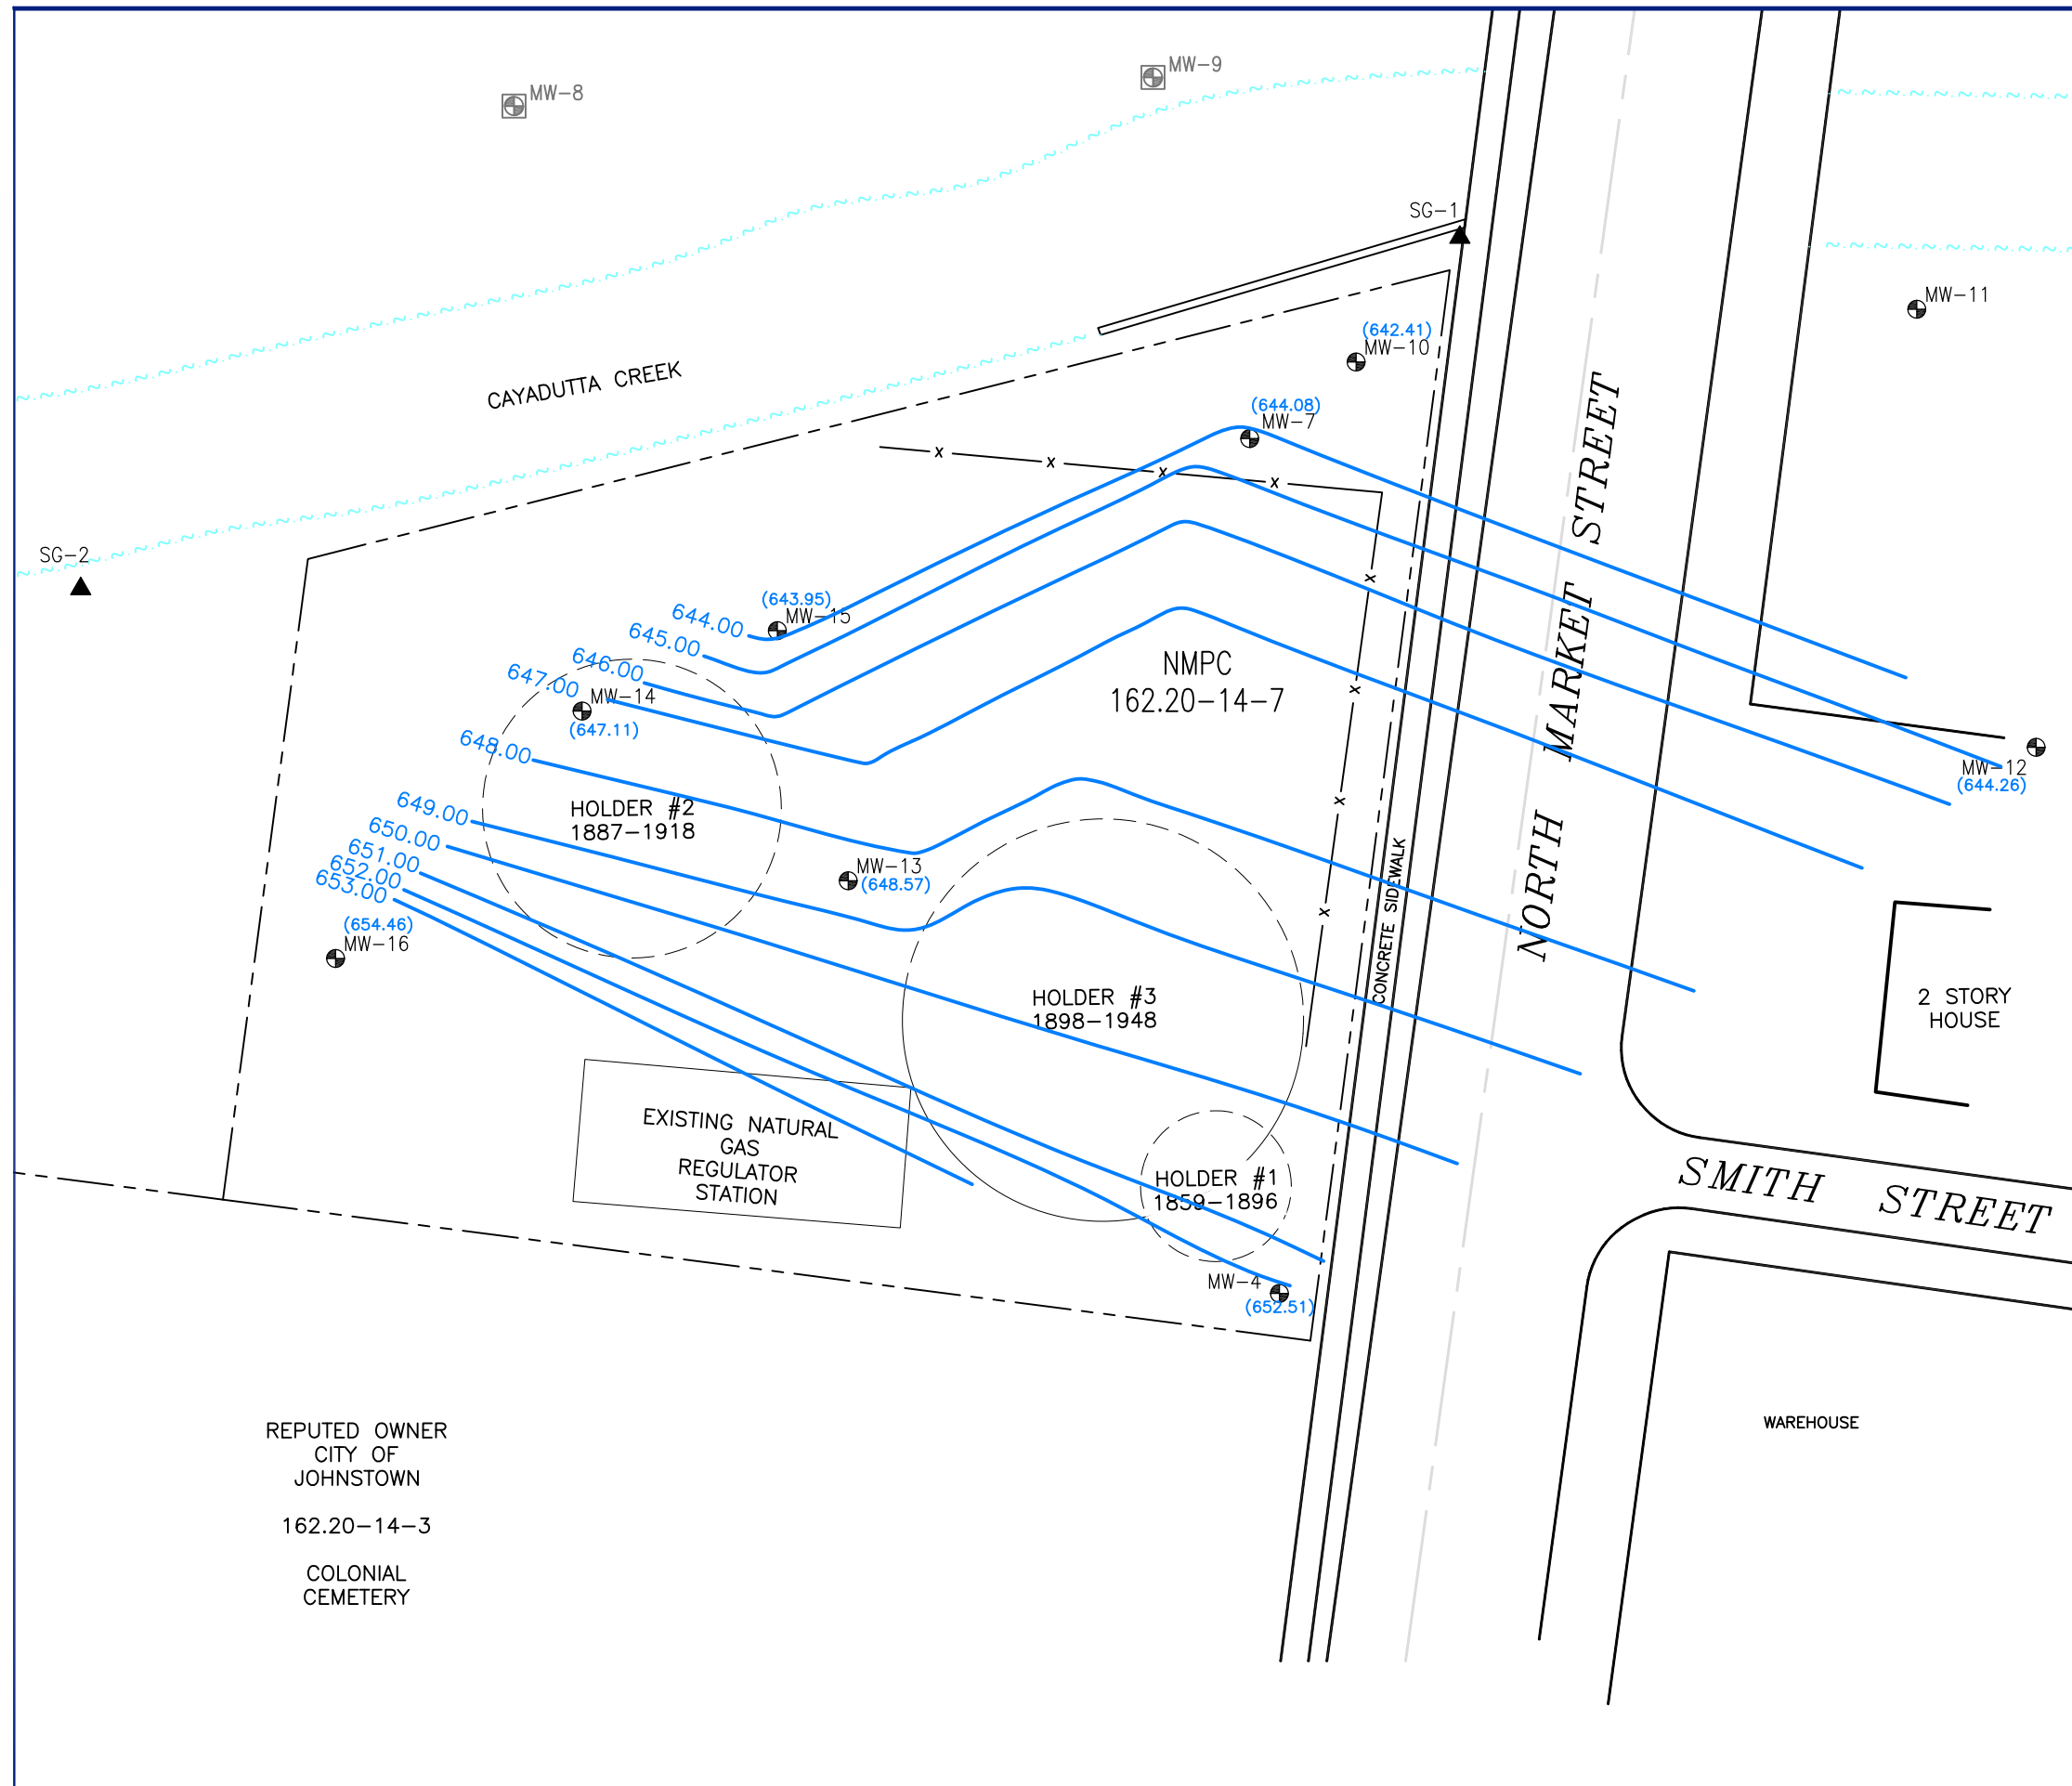 MW-9
MW-8
SG-1
MW-11
(642.41)
MW-10
CAYADUTTA CREEK
(644.08)
MW-7
SG-2
(643.95)
MW-15
644.00
645.00
646.00
647.00
MW-14
(647.11)
648.00
NMPC
162.20-14-7
NORTH MARKET STREET
MW-12
(644.26)
649.00
HOLDER #2
1887-1918
650.00
651.00
652.00
653.00
MW-13
(648.57)
CONCRETE SIDEWALK
(654.46)
MW-16
HOLDER #3
1898-1948
2 STORY
HOUSE
EXISTING NATURAL
GAS
REGULATOR
STATION
HOLDER #1
1859-1896
SMITH STREET
MW-4
(652.51)
REPUTED OWNER
CITY OF
JOHNSTOWN
162.20-14-3
COLONIAL
CEMETERY
WAREHOUSE
x x x x
x x x x